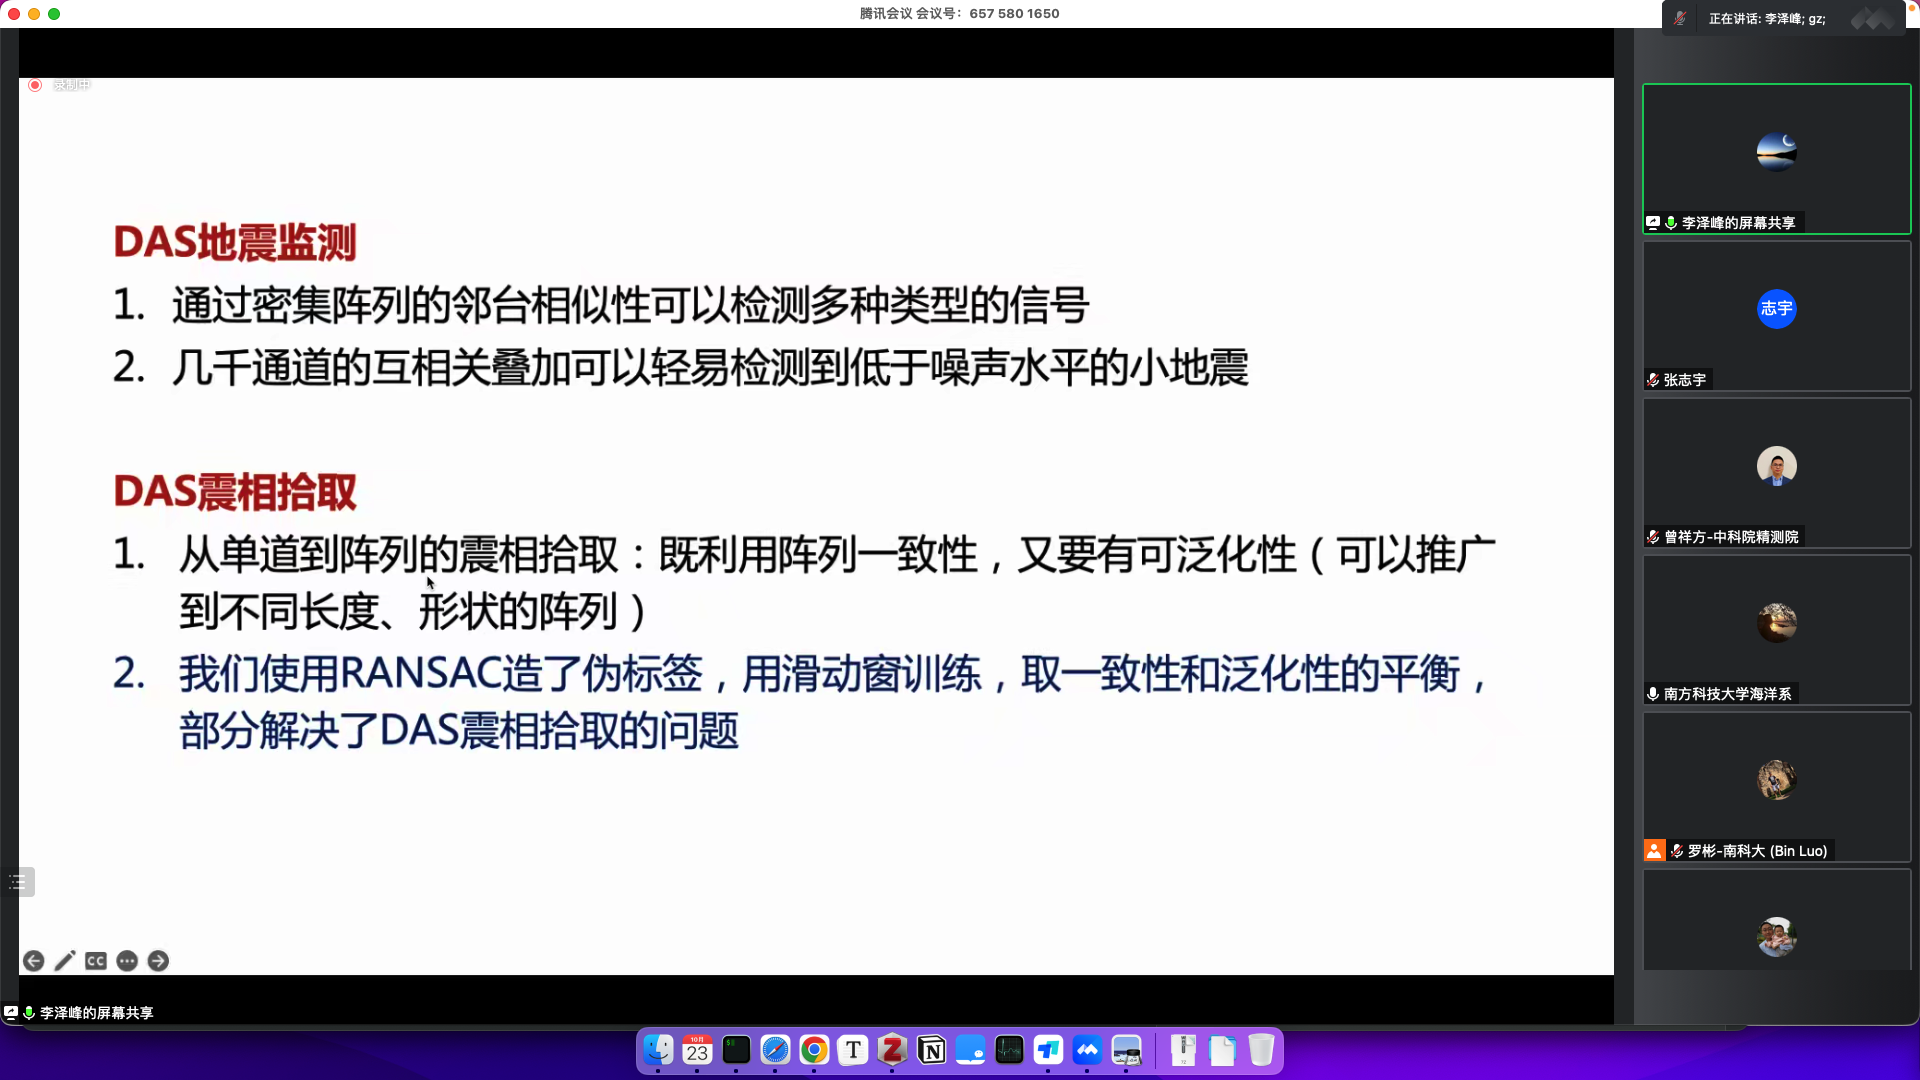 腾讯会议 会议号：657 580 1650
正在讲话: 李泽峰; gz;
录制中
DAS地震监测
1. 通过密集阵列的邻台相似性可以检测多种类型的信号
2. 几千通道的互相关叠加可以轻易检测到低于噪声水平的小地震
DAS震相拾取
1. 从单道到阵列的震相拾取：既利用阵列一致性，又要有可泛化性（可以推广
到不同长度、形状的阵列）
2. 我们使用RANSAC造了伪标签，用滑动窗训练，取一致性和泛化性的平衡，
部分解决了DAS震相拾取的问题
CC
李泽峰的屏幕共享
李泽峰的屏幕共享
志宇
张志宇
曾祥方-中科院精测院
南方科技大学海洋系
罗彬-南科大 (Bin Luo)
10月
23
T
Z
N